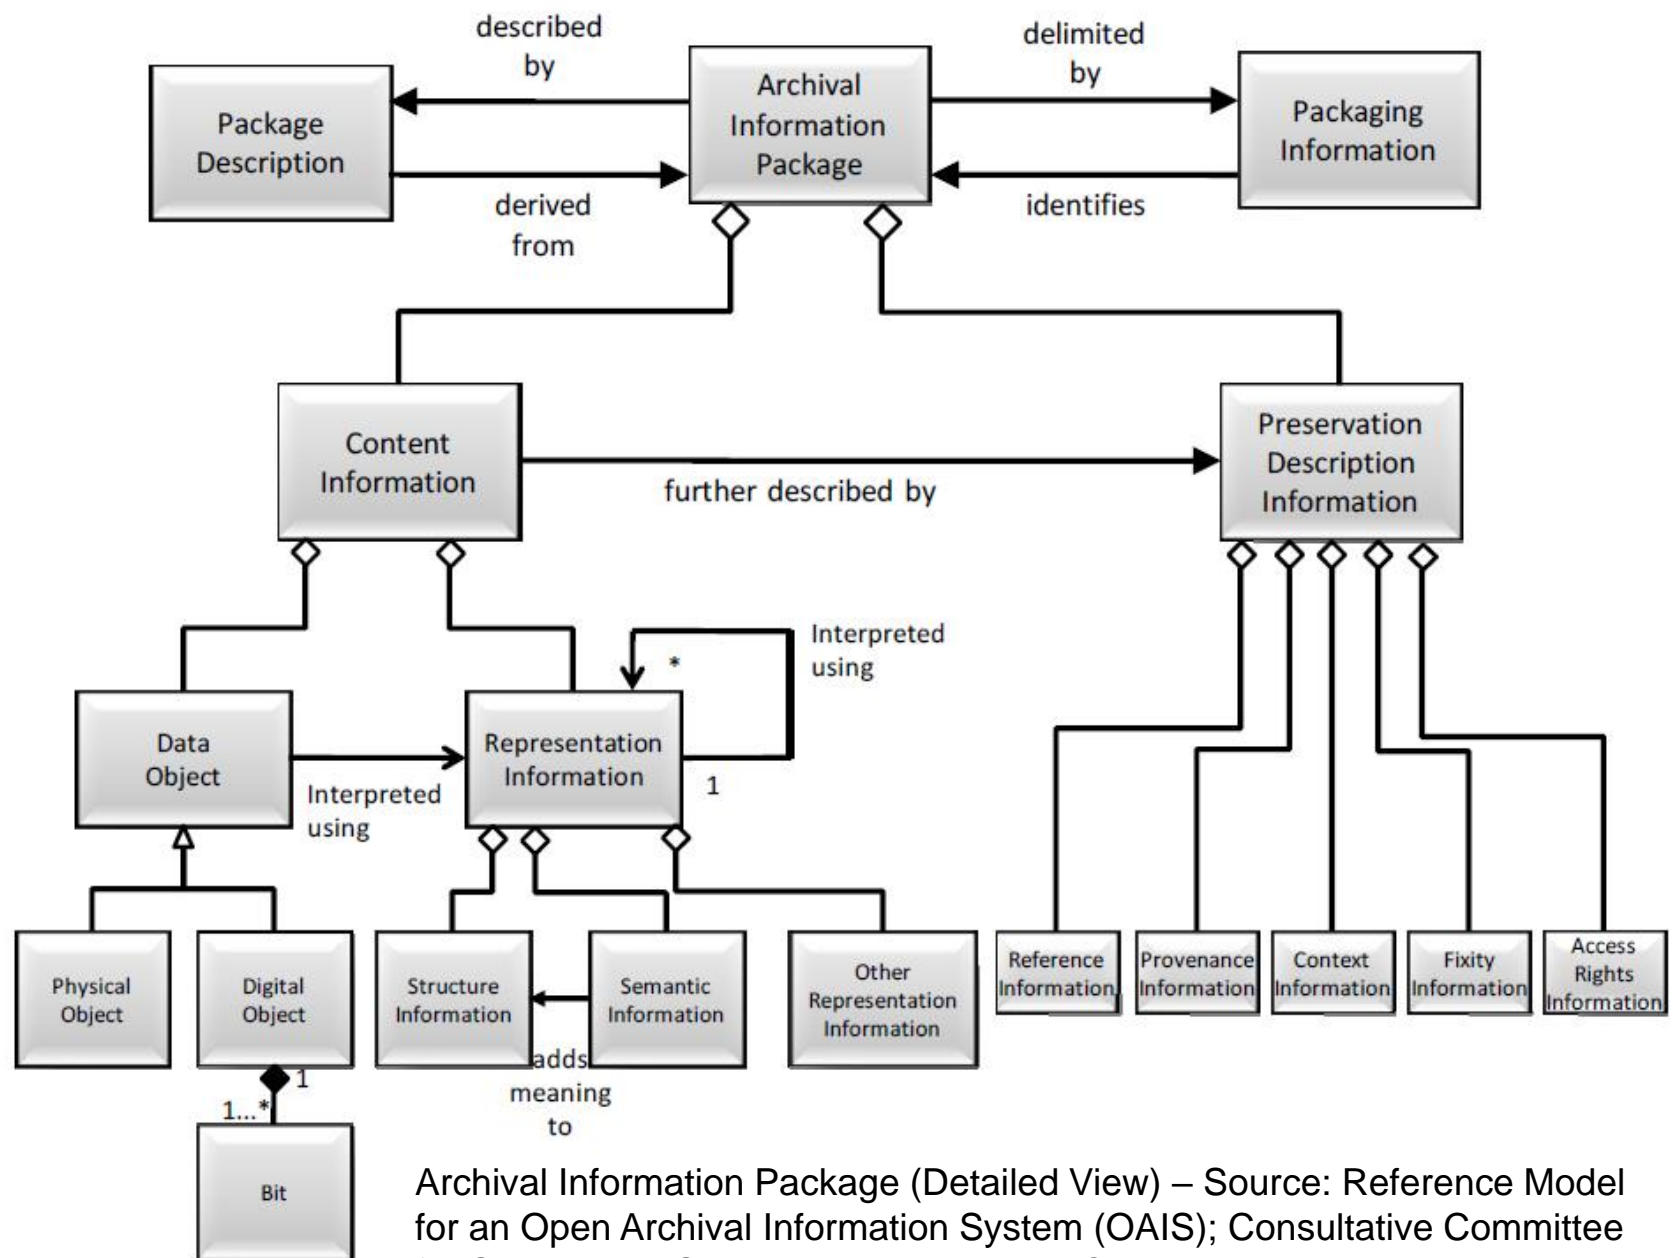 described
by
delimited
by
Package
Description
Archival
Information
Package
Packaging
Information
derived
from
identifies
Content
Information
further described by
Preservation
Description
Information
Interpreted
using
*
Data
Object
Interpreted
using
Representation
Information
1
Physical
Object
Digital
Object
Structure
Information
Semantic
Information
adds
meaning
to
Other
Representation
Information
Reference
Information
Provenance
Information
Context
Information
Fixity
Information
Access
Rights
Information
1
1...*
Bit
Archival Information Package (Detailed View) – Source: Reference Model
for an Open Archival Information System (OAIS); Consultative Committee